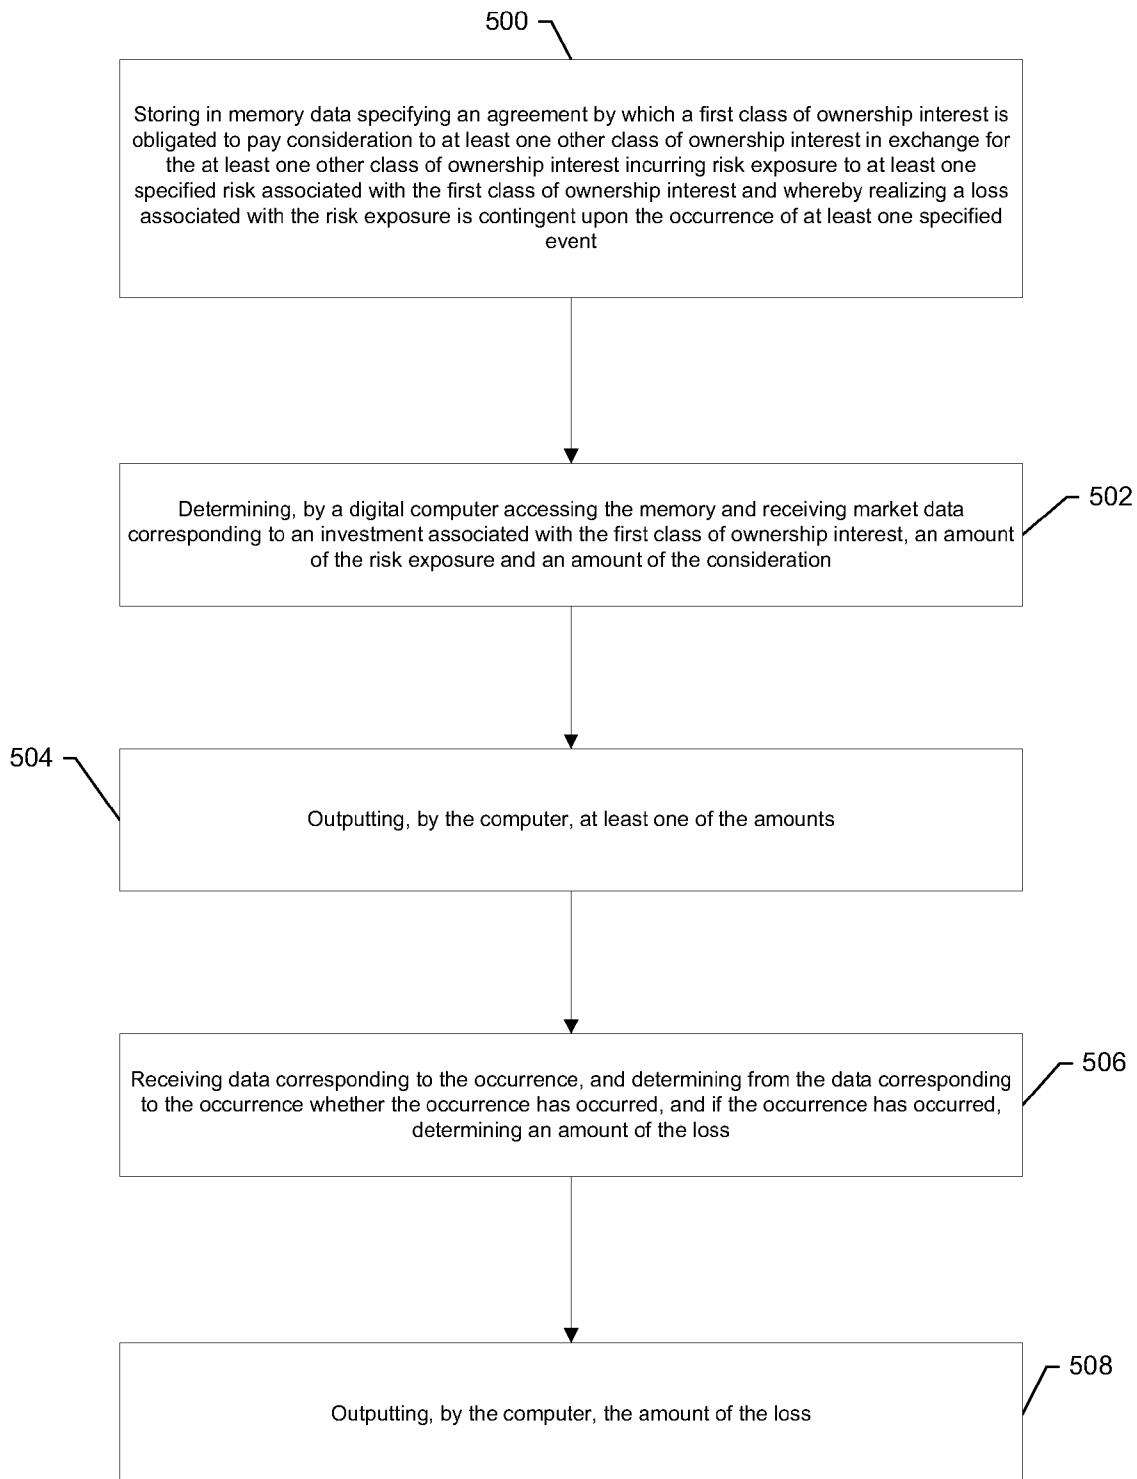 500
Storing in memory data specifying an agreement by which a first class of ownership interest is
obligated to pay consideration to at least one other class of ownership interest in exchange for
the at least one other class of ownership interest incurring risk exposure to at least one
specified risk associated with the first class of ownership interest and whereby realizing a loss
associated with the risk exposure is contingent upon the occurrence of at least one specified
event
502
Determining, by a digital computer accessing the memory and receiving market data
corresponding to an investment associated with the first class of ownership interest, an amount
of the risk exposure and an amount of the consideration
504
Outputting, by the computer, at least one of the amounts
506
Receiving data corresponding to the occurrence, and determining from the data corresponding
to the occurrence whether the occurrence has occurred, and if the occurrence has occurred,
determining an amount of the loss
508
Outputting, by the computer, the amount of the loss